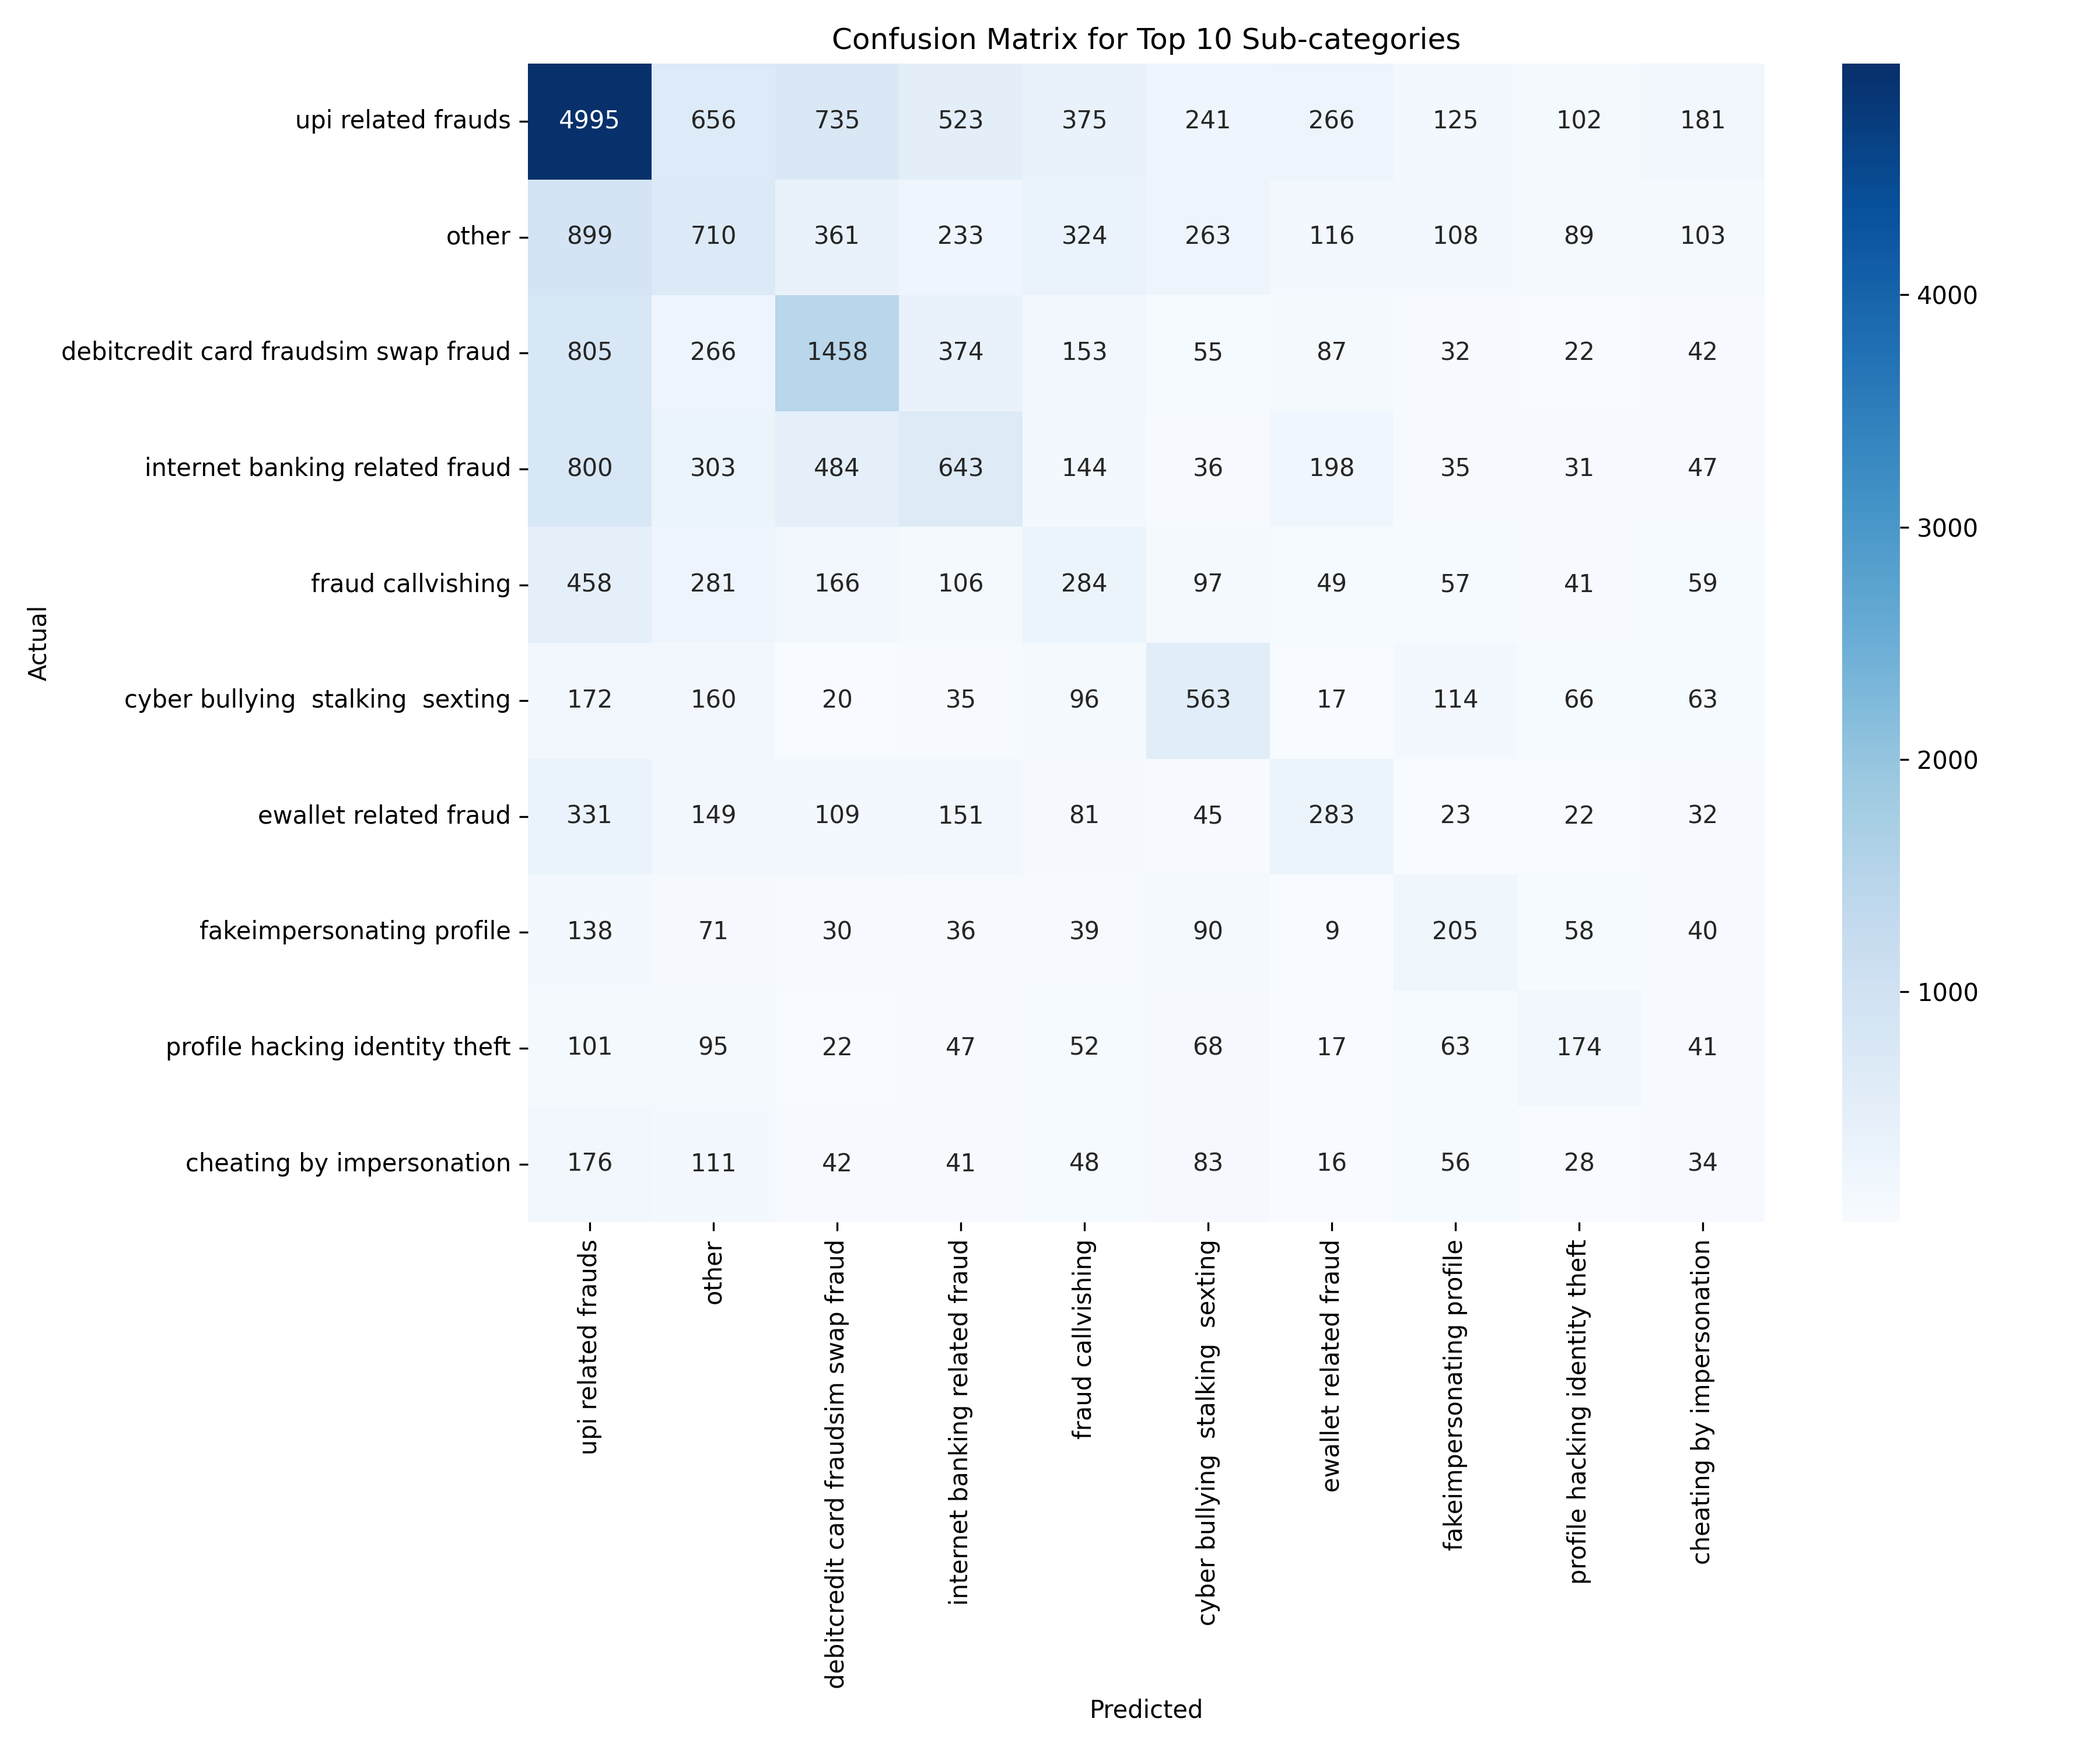 Confusion Matrix for Top 10 Sub-categories
upi related frauds 4995 656 735 523 375 241 266 125 102 181
other 899 710 361 233 324 263 116 108 89 103
debitcredit card fraudsim swap fraud 805 266 1458 374 153 55 87 32 22 42
internet banking related fraud 800 303 484 643 144 36 198 35 31 47
fraud callvishing 458 281 166 106 284 97 49 57 41 59
cyber bullying  stalking  sexting 172 160 20 35 96 563 17 114 66 63
ewallet related fraud 331 149 109 151 81 45 283 23 22 32
fakeimpersonating profile 138 71 30 36 39 90 9 205 58 40
profile hacking identity theft 101 95 22 47 52 68 17 63 174 41
cheating by impersonation 176 111 42 41 48 83 16 56 28 34
Actual
upi related frauds
other
debitcredit card fraudsim swap fraud
internet banking related fraud
fraud callvishing
cyber bullying  stalking  sexting
ewallet related fraud
fakeimpersonating profile
profile hacking identity theft
cheating by impersonation
Predicted
4000
3000
2000
1000